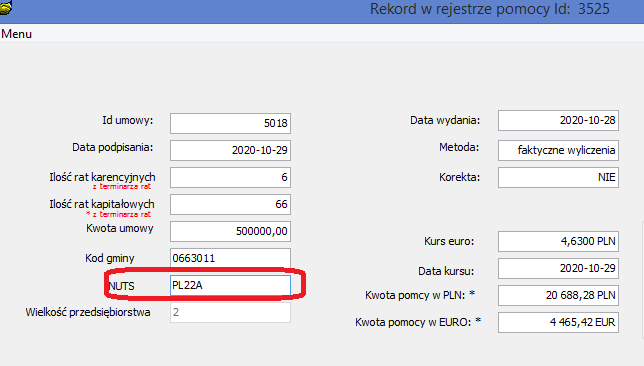 Rekord w rejestrze pomocy Id: 3525
Menu
Id umowy: 5018
Data podpisania: 2020-10-29
Ilość rat karencyjnych 6
z terminarza rat
Ilość rat kapitałowych 66
* z terminarza rat
Kwota umowy 500000,00
Kod gminy 0663011
NUTS PL22A
Wielkość przedsiębiorstwa 2
Data wydania: 2020-10-28
Metoda: faktyczne wyliczenia
Korekta: NIE
Kurs euro: 4,6300 PLN
Data kursu: 2020-10-29
Kwota pomcy w PLN: * 20 688,28 PLN
Kwota pomocy w EURO: * 4 465,42 EUR